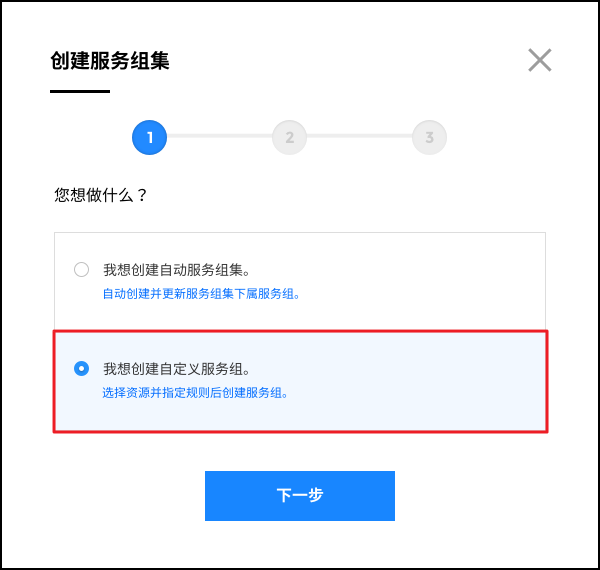 创建服务组集
1
2
3
您想做什么？
我想创建自动服务组集。
自动创建并更新服务组集下属服务组。
我想创建自定义服务组。
选择资源并指定规则后创建服务组。
下一步